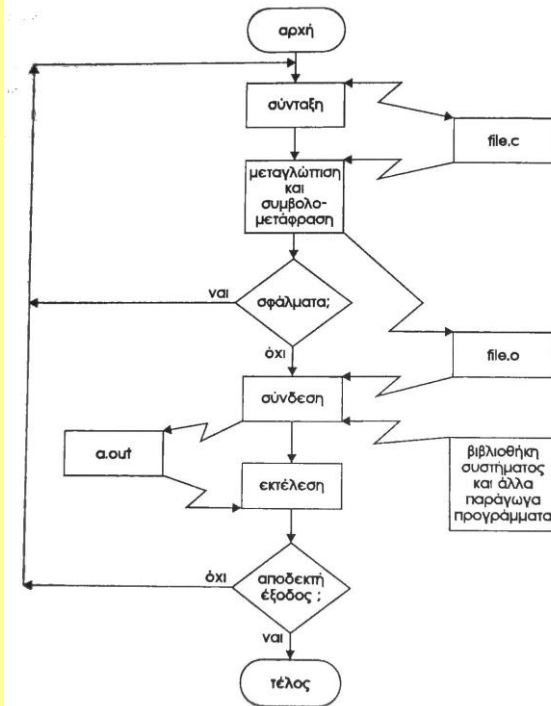 αρχή
σύνταξη
file.c
μεταγλώπιση
και
συμβολο-
μετάφραση
ναι
σφάλματα;
όχι
file.o
σύνδεση
a.out
βιβλιοθήκη
συστήματος
και άλλα
παράγωγα
προγράμματα
εκτέλεση
όχι
αποδεκτή
έξοδος ;
ναι
τέλος